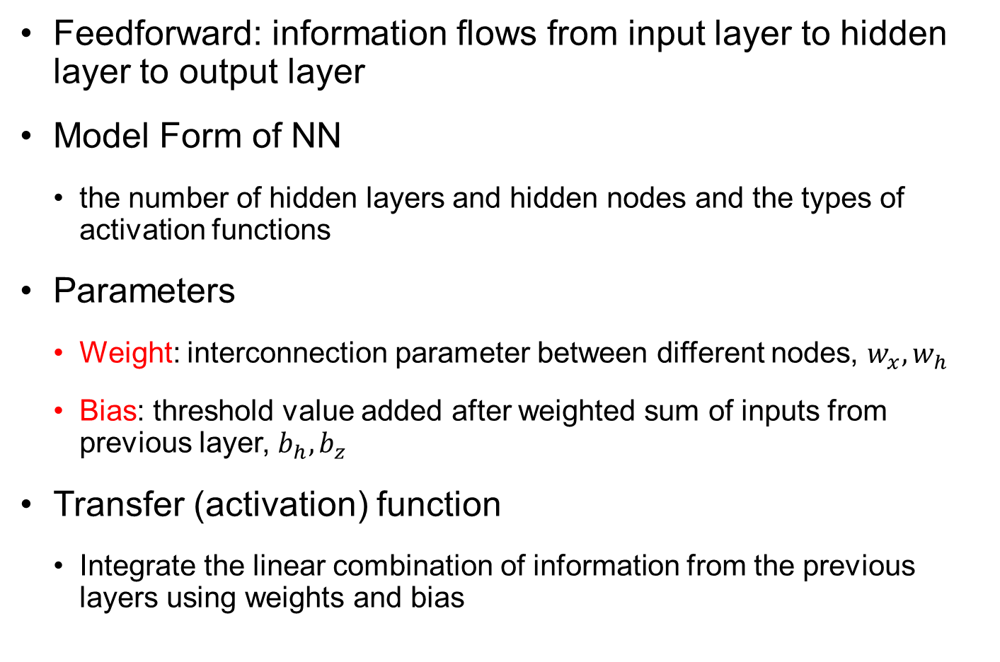 • Feedforward: information flows from input layer to hidden
layer to output layer
• Model Form of NN
• the number of hidden layers and hidden nodes and the types of
activation functions
• Parameters
• Weight: interconnection parameter between different nodes, 𝑤ₓ, 𝑤ₕ
• Bias: threshold value added after weighted sum of inputs from
previous layer, 𝑏ₕ, 𝑏_𝑧
• Transfer (activation) function
• Integrate the linear combination of information from the previous
layers using weights and bias